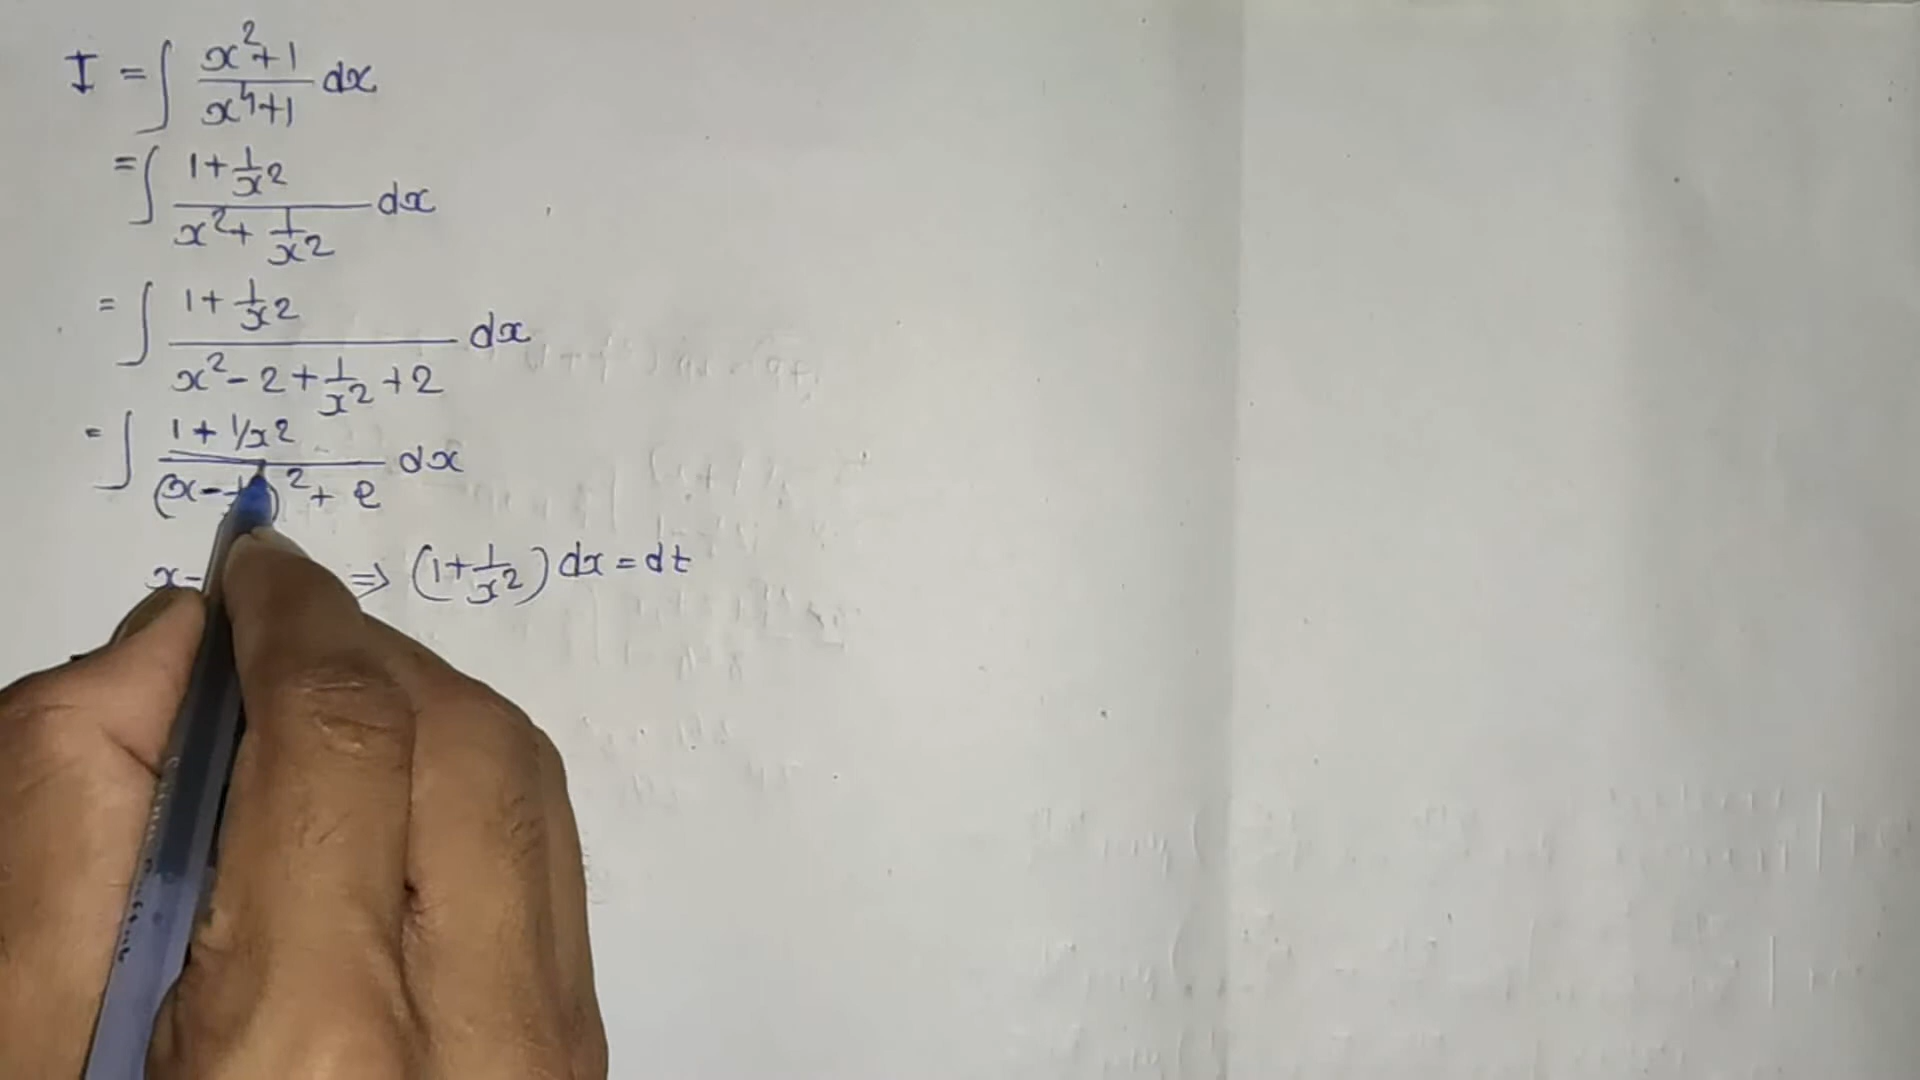 I = ∫ x²+1 / x⁴+1 dx
= ∫ 1 + 1/x² / x² + 1/x² dx
= ∫ 1 + 1/x² / x² - 2 + 1/x² + 2 dx
= ∫ 1 + 1/x² / (x - 1 )² + 2 dx
x - ⇒ (1 + 1/x²) dx = dt